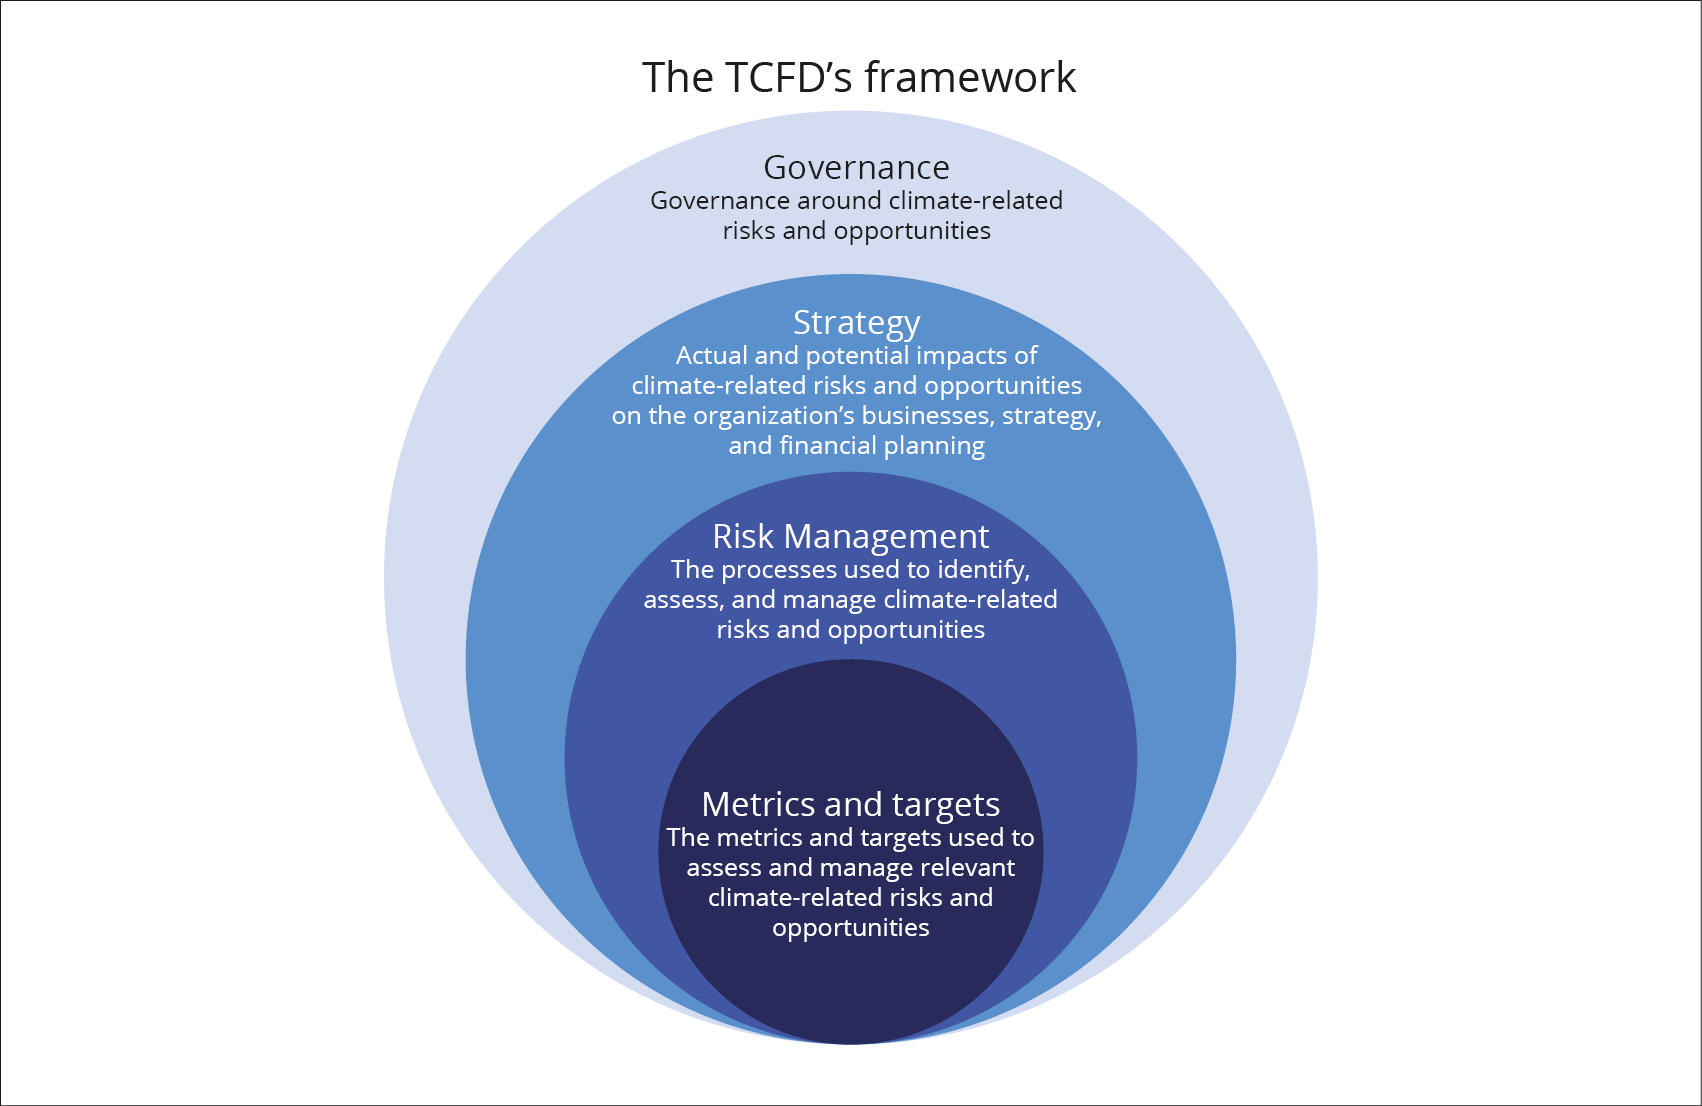 The TCFD’s framework
Governance
Governance around climate-related
risks and opportunities
Strategy
Actual and potential impacts of
climate-related risks and opportunities
on the organization’s businesses, strategy,
and financial planning
Risk Management
The processes used to identify,
assess, and manage climate-related
risks and opportunities
Metrics and targets
The metrics and targets used to
assess and manage relevant
climate-related risks and
opportunities